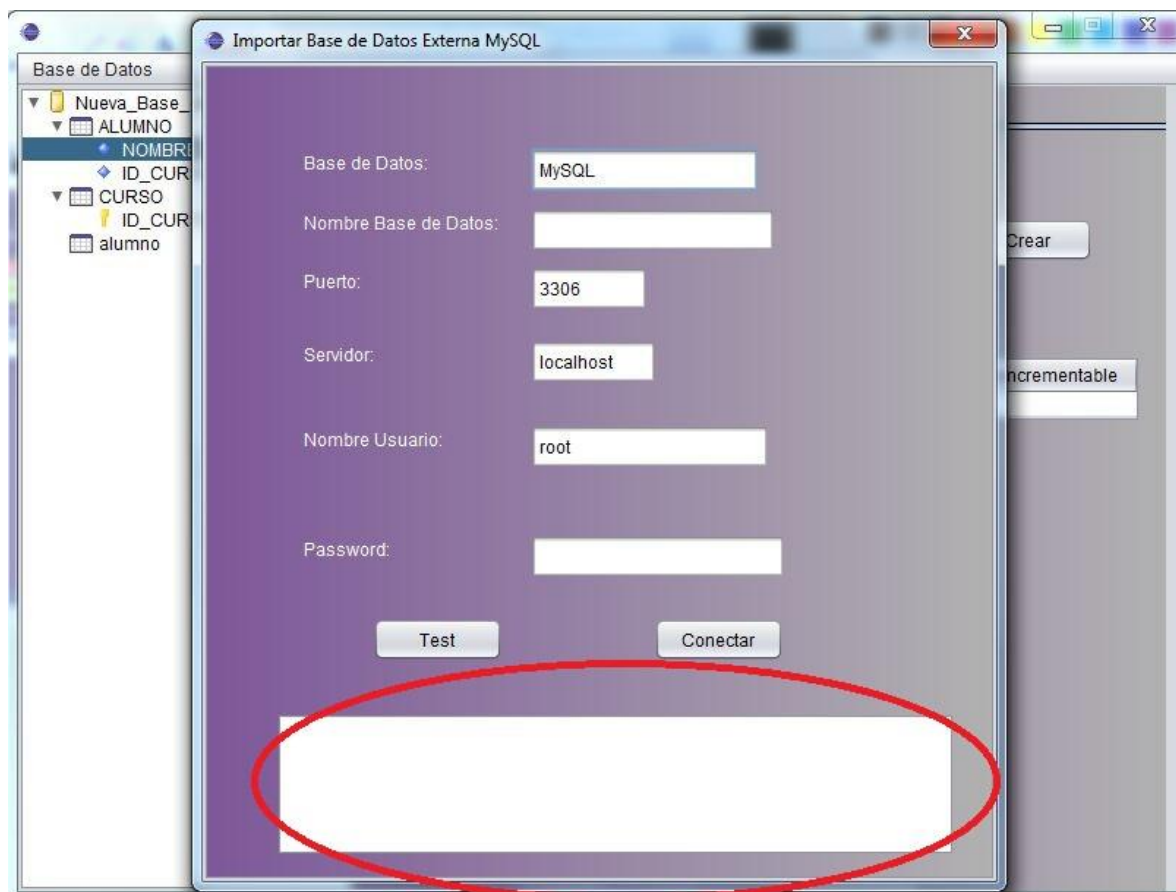 Importar Base de Datos Externa MySQL
Base de Datos
Nueva_Base_
ALUMNO
NOMBRE
ID_CUR
CURSO
ID_CUR
alumno
Base de Datos:
MySQL
Nombre Base de Datos:
Puerto:
3306
Servidor:
localhost
Nombre Usuario:
root
Password:
Test
Conectar
Crear
ncrementable